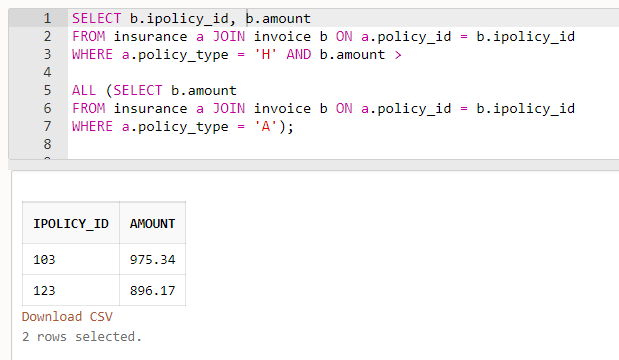 1 SELECT b.ipolicy_id, b.amount
2 FROM insurance a JOIN invoice b ON a.policy_id = b.ipolicy_id
3 WHERE a.policy_type = 'H' AND b.amount >
4
5 ALL (SELECT b.amount
6 FROM insurance a JOIN invoice b ON a.policy_id = b.ipolicy_id
7 WHERE a.policy_type = 'A');
8
IPOLICY_ID AMOUNT
103 975.34
123 896.17
Download CSV
2 rows selected.